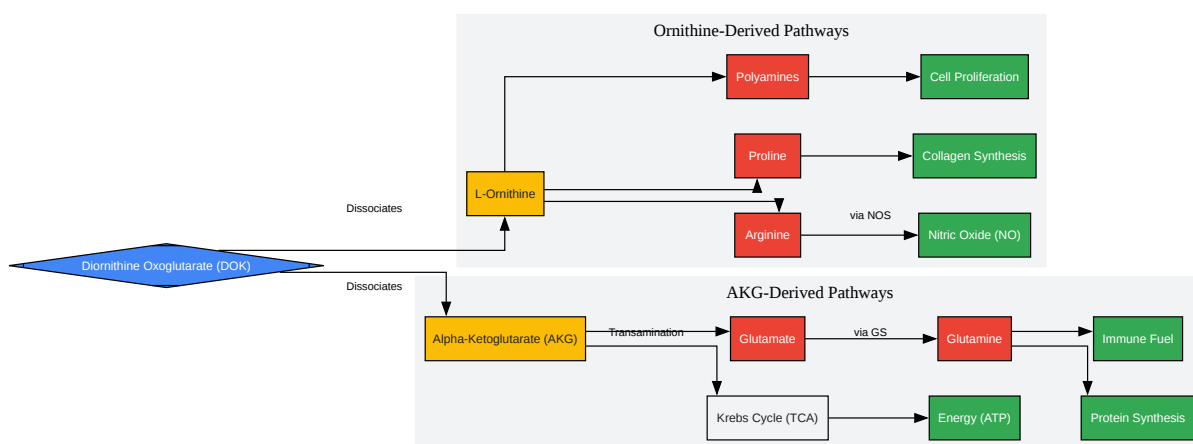 Ornithine-Derived Pathways
Polyamines
Cell Proliferation
Proline
Collagen Synthesis
L-Ornithine
Dissociates
Arginine
via NOS
Nitric Oxide (NO)
Diornithine Oxoglutarate (DOK)
Dissociates
AKG-Derived Pathways
Alpha-Ketoglutarate (AKG)
Transamination
Glutamate
via GS
Glutamine
Immune Fuel
Krebs Cycle (TCA)
Energy (ATP)
Protein Synthesis